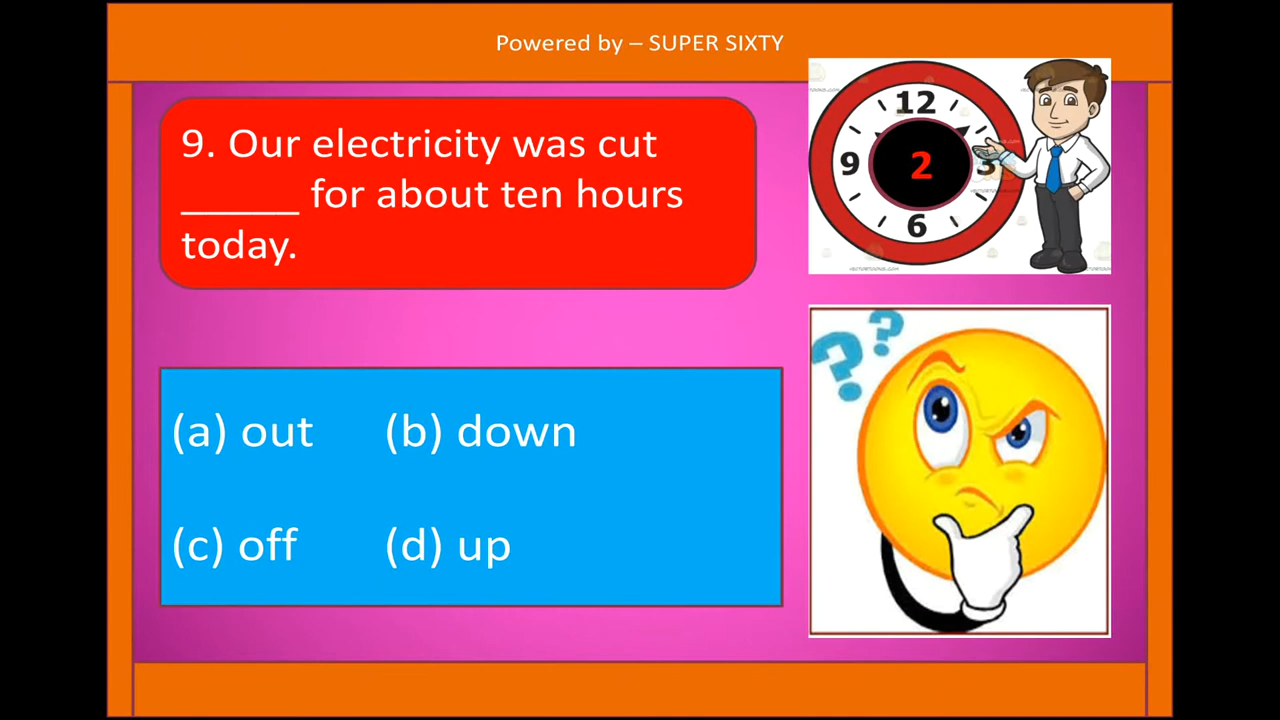 Powered by – SUPER SIXTY
9. Our electricity was cut
______ for about ten hours
today.
12
9
2
3
6
(a) out (b) down
(c) off (d) up
? ?